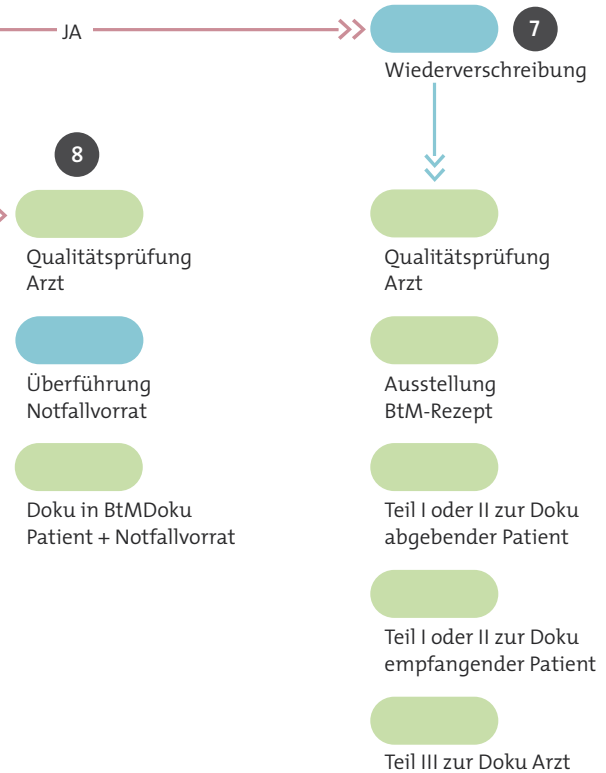 JA
7
Wiederverschreibung
8
Qualitätsprüfung
Arzt
Überführung
Notfallvorrat
Doku in BtMDoku
Patient + Notfallvorrat
Qualitätsprüfung
Arzt
Ausstellung
BtM-Rezept
Teil I oder II zur Doku
abgebender Patient
Teil I oder II zur Doku
empfangender Patient
Teil III zur Doku Arzt